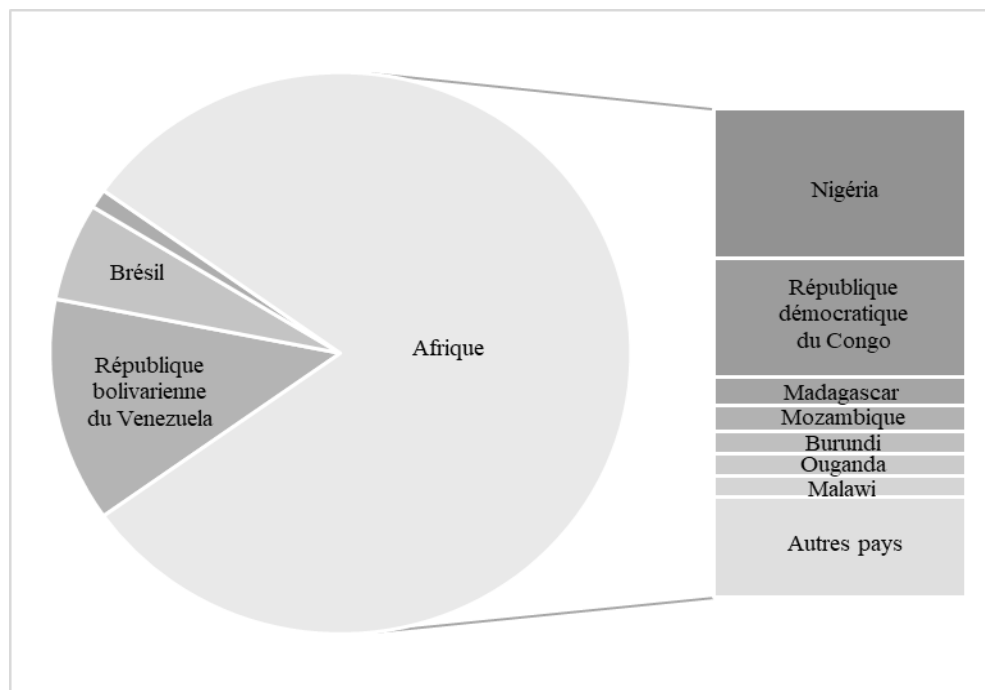 Brésil
République
bolivarienne
du Venezuela
Afrique
Nigéria
République
démocratique
du Congo
Madagascar
Mozambique
Burundi
Ouganda
Malawi
Autres pays